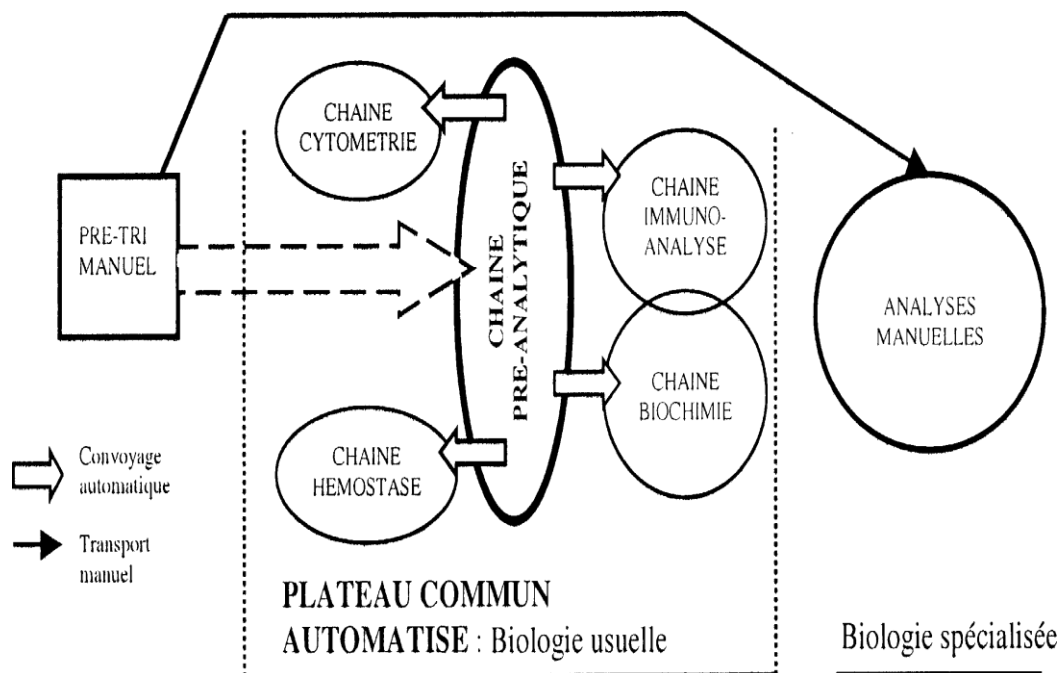 CHAINE
CYTOMETRIE
PRE-TRI
MANUEL
CHAINE
PRE-ANALYTIQUE
CHAINE
IMMUNO-
ANALYSE
CHAINE
BIOCHIMIE
CHAINE
HEMOSTASE
ANALYSES
MANUELLES
Convoyage
automatique
Transport
manuel
PLATEAU COMMUN
AUTOMATISE : Biologie usuelle
Biologie spécialisée